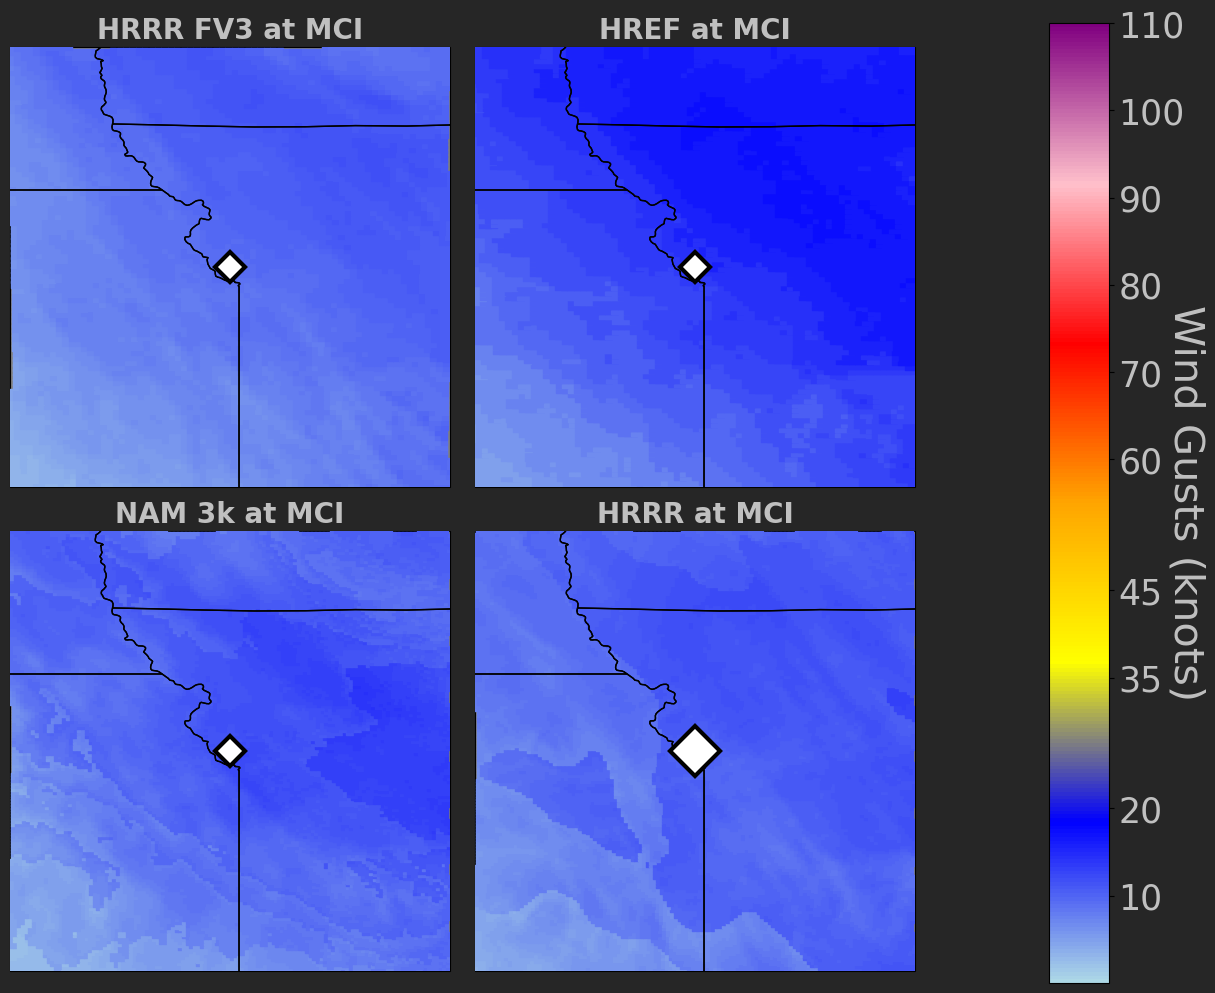 HRRR FV3 at MCI
HREF at MCI
NAM 3k at MCI
HRRR at MCI
110
100
90
80
70
60
45
35
20
10
Wind Gusts (knots)